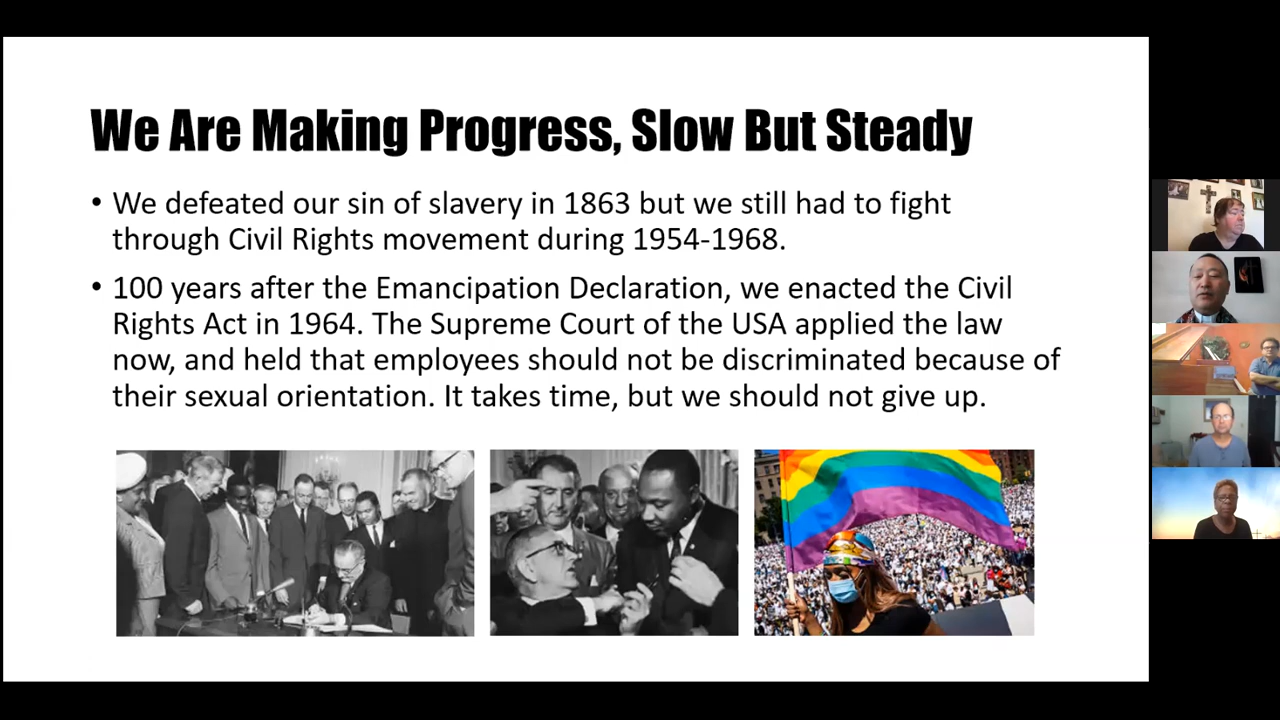 We Are Making Progress, Slow But Steady
• We defeated our sin of slavery in 1863 but we still had to fight
through Civil Rights movement during 1954-1968.
• 100 years after the Emancipation Declaration, we enacted the Civil
Rights Act in 1964. The Supreme Court of the USA applied the law
now, and held that employees should not be discriminated because of
their sexual orientation. It takes time, but we should not give up.